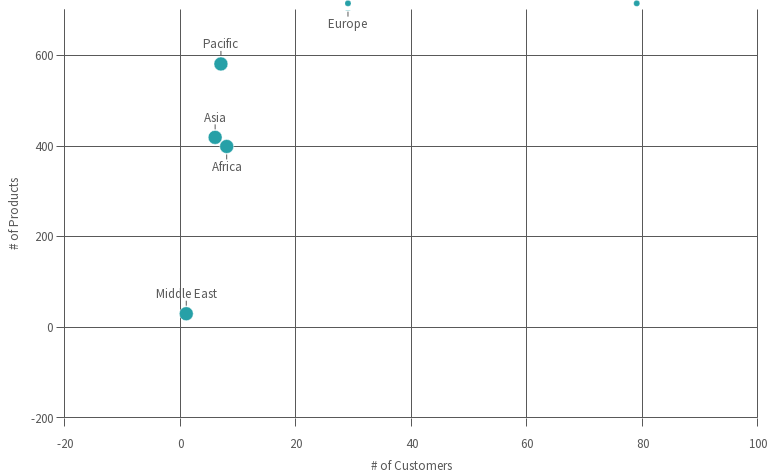 Europe
Pacific
600
Asia
400
Africa
# of Products
200
Middle East
0
-200
-20 0 20 40 60 80 100
# of Customers